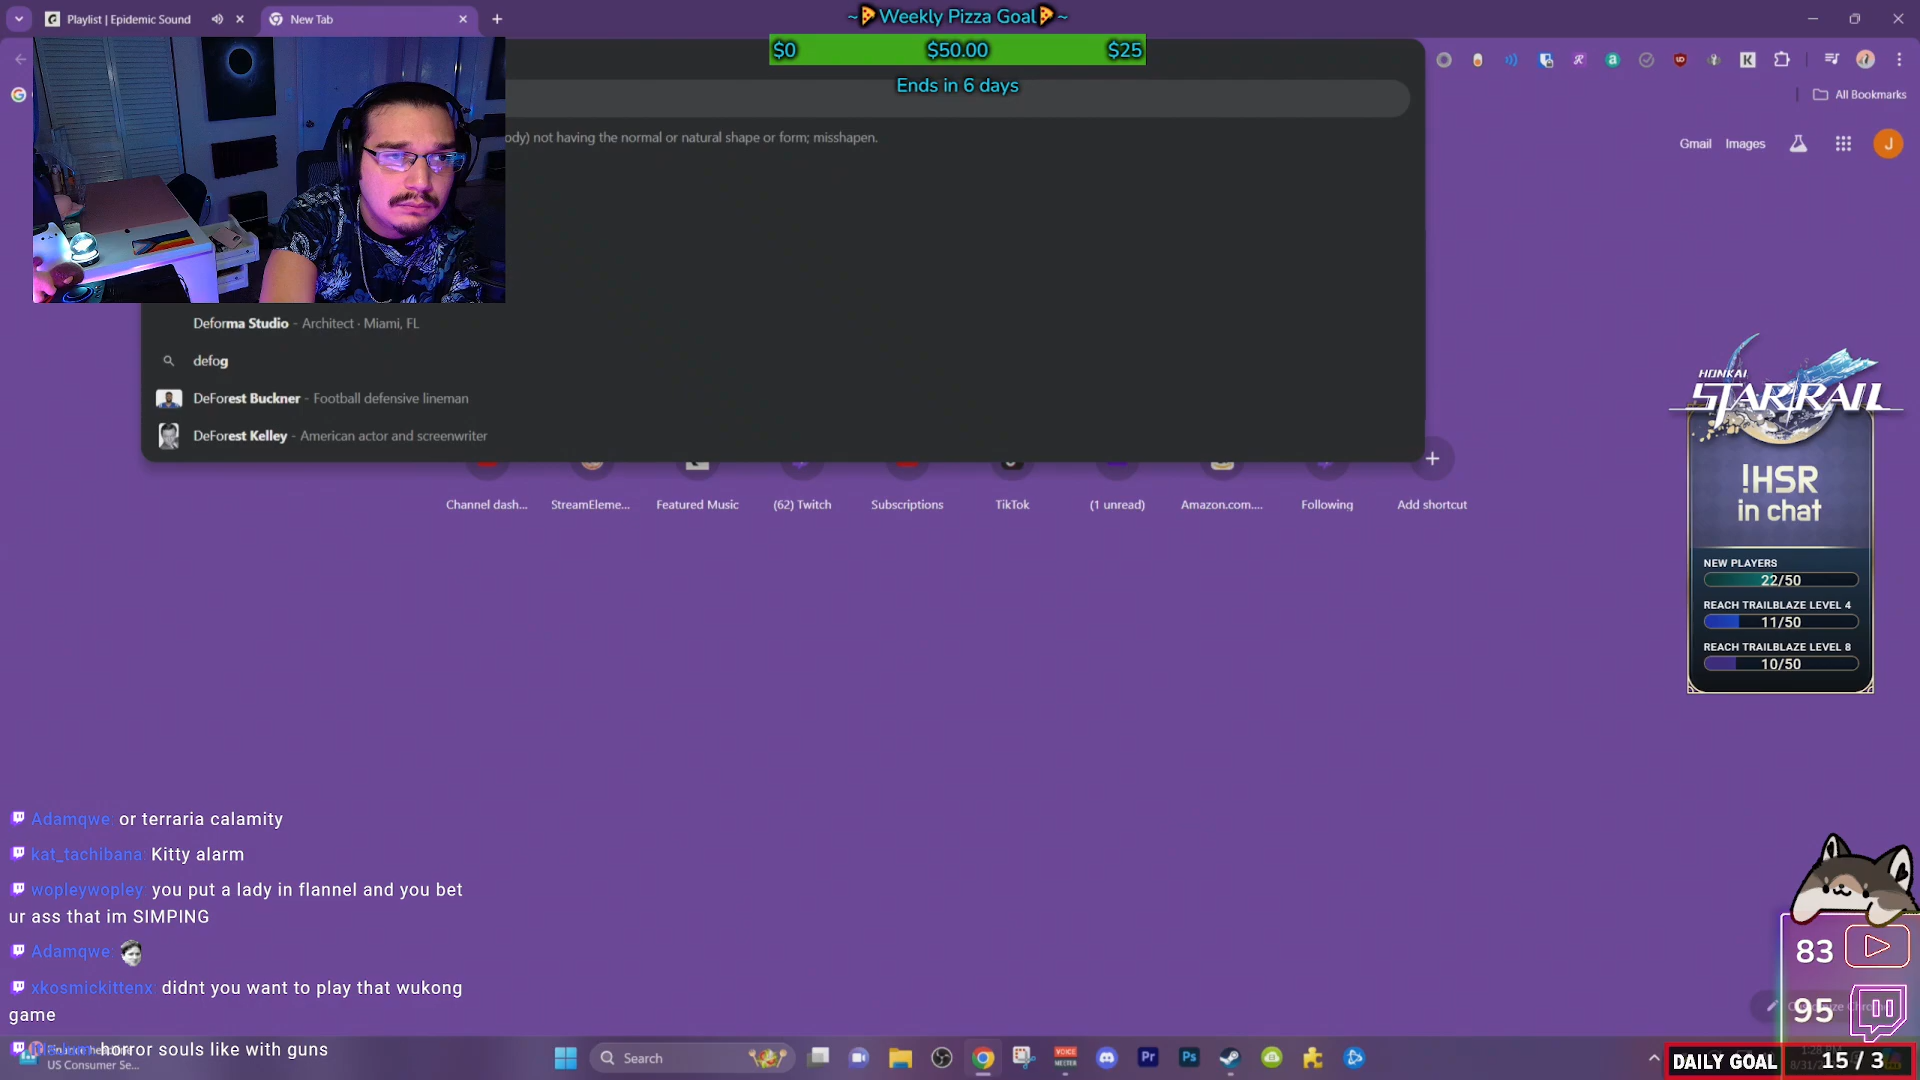 Playlist | Epidemic Sound
New Tab
~ Weekly Pizza Goal ~
$0 $50.00 $25
Ends in 6 days
All Bookmarks
ody) not having the normal or natural shape or form; misshapen.
Gmail Images
J
Deforma Studio - Architect · Miami, FL
defog
DeForest Buckner - Football defensive lineman
DeForest Kelley - American actor and screenwriter
Channel dash... StreamEleme... Featured Music (62) Twitch Subscriptions TikTok (1 unread) Amazon.com.... Following Add shortcut
HONKAI
STAR RAIL
!HSR
in chat
NEW PLAYERS
22/50
REACH TRAILBLAZE LEVEL 4
11/50
REACH TRAILBLAZE LEVEL 8
10/50
Adamqwe: or terraria calamity
kat_tachibana: Kitty alarm
wopleywopley: you put a lady in flannel and you bet
ur ass that im SIMPING
Adamqwe:
xkosmickittenx: didnt you want to play that wukong
game
horror souls like with guns
US Consumer Se...
Search
VOICE
MEETER
Pr
Ps
83
95
DAILY GOAL 15 / 3